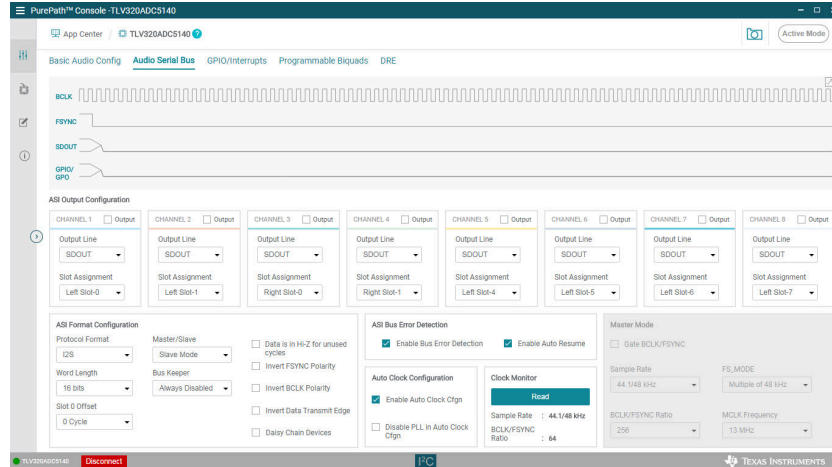 PurePath™ Console -TLV320ADC5140
App Center / TLV320ADC5140
Active Mode
Basic Audio Config Audio Serial Bus GPIO/Interrupts Programmable Biquads DRE
BCLK
FSYNC
SDOUT
GPIO/
GPO
ASI Output Configuration
CHANNEL 1 Output CHANNEL 2 Output CHANNEL 3 Output CHANNEL 4 Output CHANNEL 5 Output CHANNEL 6 Output CHANNEL 7 Output CHANNEL 8 Output
Output Line Output Line Output Line Output Line Output Line Output Line Output Line Output Line
SDOUT SDOUT SDOUT SDOUT SDOUT SDOUT SDOUT SDOUT
Slot Assignment Slot Assignment Slot Assignment Slot Assignment Slot Assignment Slot Assignment Slot Assignment Slot Assignment
Left Slot-0 Left Slot-1 Right Slot-0 Right Slot-1 Left Slot-4 Left Slot-5 Left Slot-6 Left Slot-7
ASI Format Configuration
Protocol Format
I2S
Word Length
16 bits
Slot 0 Offset
0 Cycle
Master/Slave
Slave Mode
Bus Keeper
Always Disabled
Data is in Hi-Z for unused
cycles
Invert FSYNC Polarity
Invert BCLK Polarity
Invert Data Transmit Edge
Daisy Chain Devices
ASI Bus Error Detection
Enable Bus Error Detection Enable Auto Resume
Auto Clock Configuration
Enable Auto Clock Cfgn
Disable PLL in Auto Clock
Cfgn
Clock Monitor
Read
Sample Rate : 44.1/48 kHz
BCLK/FSYNC
Ratio : 64
Master Mode
Gate BCLK/FSYNC
Sample Rate FS_MODE
44.1/48 kHz Multiple of 48 kHz
BCLK/FSYNC Ratio MCLK Frequency
256 13 MHz
TLV320ADC5140 Disconnect I²C TEXAS INSTRUMENTS